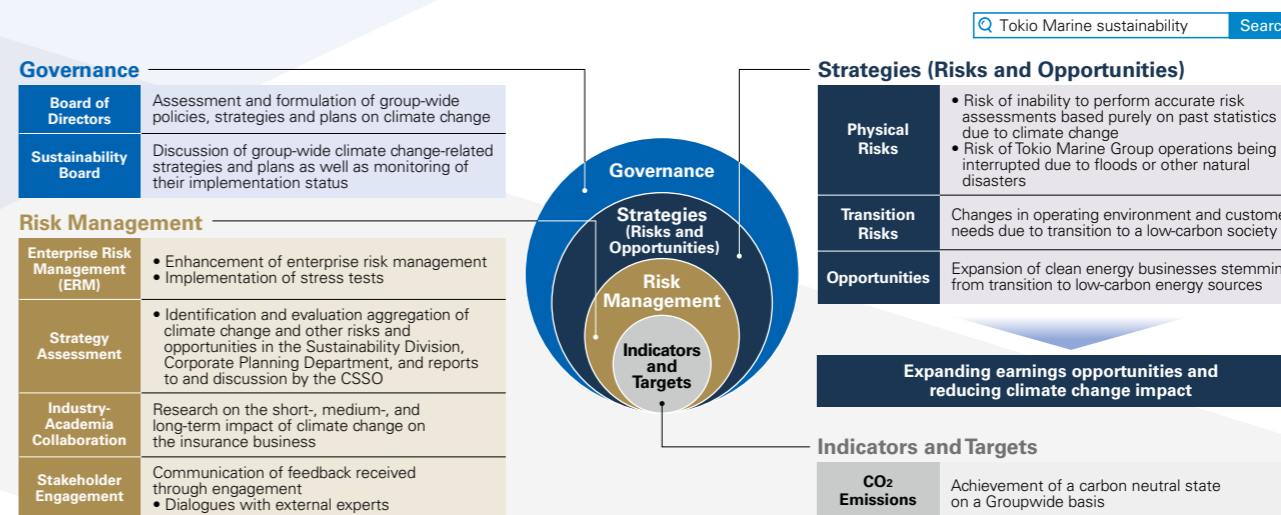 Tokio Marine sustainability
Searc
Governance
Board of
Directors
Assessment and formulation of group-wide
policies, strategies and plans on climate change
Sustainability
Board
Discussion of group-wide climate change-related
strategies and plans as well as monitoring of
their implementation status
Risk Management
Enterprise Risk
Management
(ERM)
• Enhancement of enterprise risk management
• Implementation of stress tests
Strategy
Assessment
• Identification and evaluation aggregation of
climate change and other risks and
opportunities in the Sustainability Division,
Corporate Planning Department, and reports
to and discussion by the CSSO
Industry-
Academia
Collaboration
Research on the short-, medium-, and
long-term impact of climate change on
the insurance business
Stakeholder
Engagement
Communication of feedback received
through engagement
• Dialogues with external experts
Governance
Strategies
(Risks and
Opportunities)
Risk
Management
Indicators
and
Targets
Strategies (Risks and Opportunities)
Physical
Risks
• Risk of inability to perform accurate risk
assessments based purely on past statistics
due to climate change
• Risk of Tokio Marine Group operations being
interrupted due to floods or other natural
disasters
Transition
Risks
Changes in operating environment and custome
needs due to transition to a low-carbon society
Opportunities
Expansion of clean energy businesses stemmin
from transition to low-carbon energy sources
Expanding earnings opportunities and
reducing climate change impact
Indicators and Targets
CO2
Emissions
Achievement of a carbon neutral state
on a Groupwide basis